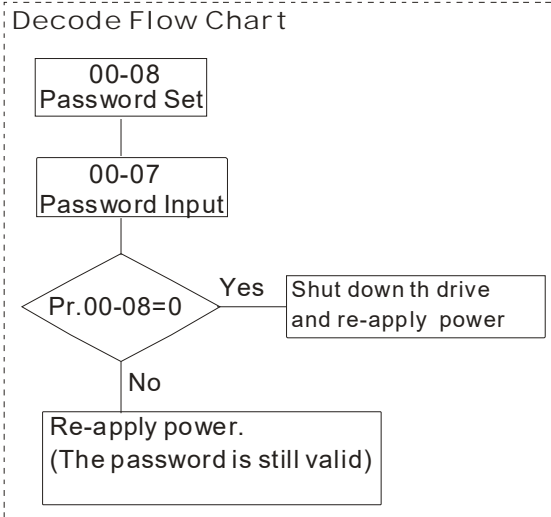 Decode Flow Chart
00-08
Password Set
00-07
Password Input
Pr.00-08=0
Yes
Shut down th drive
and re-apply power
No
Re-apply power.
(The password is still valid)